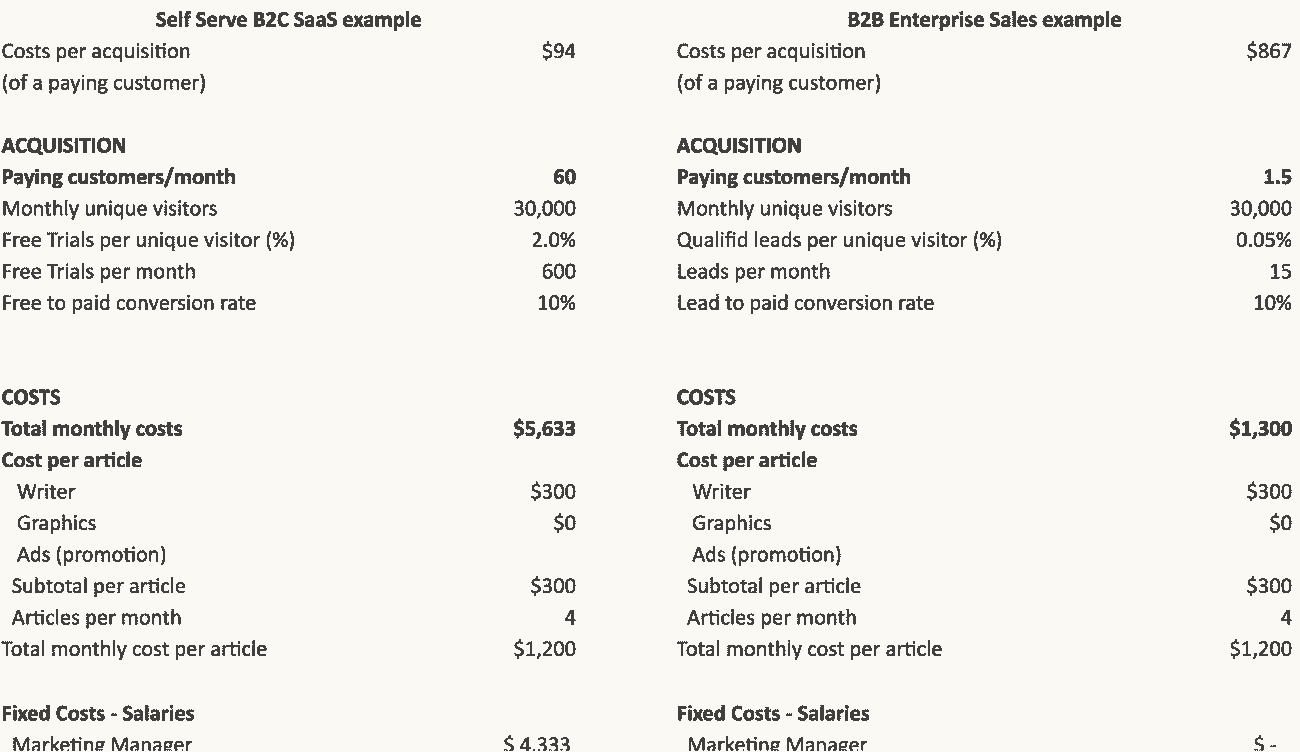 Self Serve B2C SaaS example B2B Enterprise Sales example
Costs per acquisition $94 Costs per acquisition $867
(of a paying customer) (of a paying customer)
ACQUISITION ACQUISITION
Paying customers/month 60 Paying customers/month 1.5
Monthly unique visitors 30,000 Monthly unique visitors 30,000
Free Trials per unique visitor (%) 2.0% Qualifid leads per unique visitor (%) 0.05%
Free Trials per month 600 Leads per month 15
Free to paid conversion rate 10% Lead to paid conversion rate 10%
COSTS COSTS
Total monthly costs $5,633 Total monthly costs $1,300
Cost per article Cost per article
Writer $300 Writer $300
Graphics $0 Graphics $0
Ads (promotion) Ads (promotion)
Subtotal per article $300 Subtotal per article $300
Articles per month 4 Articles per month 4
Total monthly cost per article $1,200 Total monthly cost per article $1,200
Fixed Costs - Salaries Fixed Costs - Salaries
Marketing Manager $ 4,333 Marketing Manager $ -